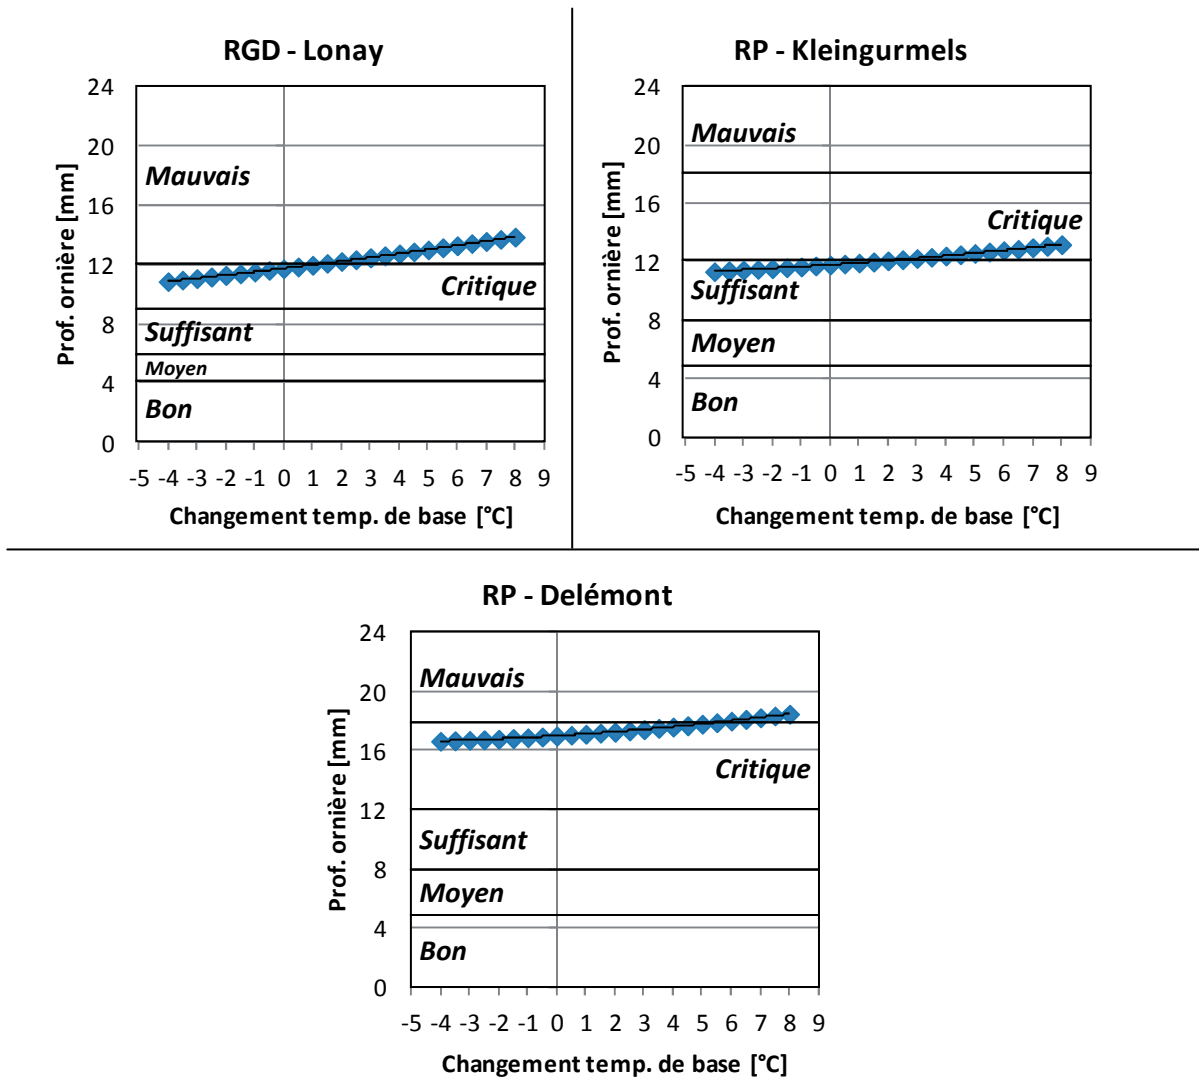 RGD - Lonay
24
20
16
12
8
4
0
Prof. ornière [mm]
Mauvais
Critique
Suffisant
Moyen
Bon
-5 -4 -3 -2 -1 0 1 2 3 4 5 6 7 8 9
Changement temp. de base [°C]
RP - Kleingurmels
24
20
16
12
8
4
0
Prof. ornière [mm]
Mauvais
Critique
Suffisant
Moyen
Bon
-5 -4 -3 -2 -1 0 1 2 3 4 5 6 7 8 9
Changement temp. de base [°C]
RP - Delémont
24
20
16
12
8
4
0
Prof. ornière [mm]
Mauvais
Critique
Suffisant
Moyen
Bon
-5 -4 -3 -2 -1 0 1 2 3 4 5 6 7 8 9
Changement temp. de base [°C]